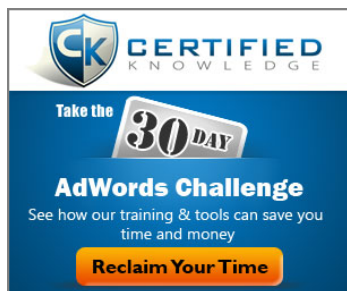 CK CERTIFIED
KNOWLEDGE
Take the
30 DAY
AdWords Challenge
See how our training & tools can save you
time and money
Reclaim Your Time